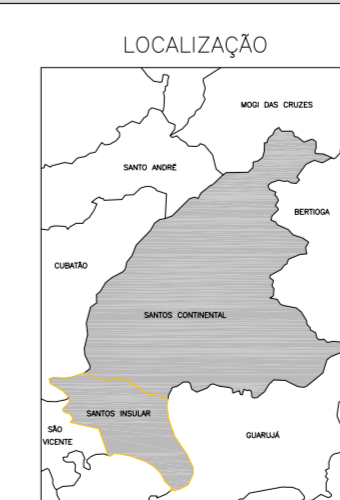 LOCALIZAÇÃO
MOGI DAS CRUZES
SANTO ANDRÉ
BERTIOGA
CUBATÃO
SANTOS CONTINENTAL
SANTOS INSULAR
SÃO
VICENTE
GUARUJÁ